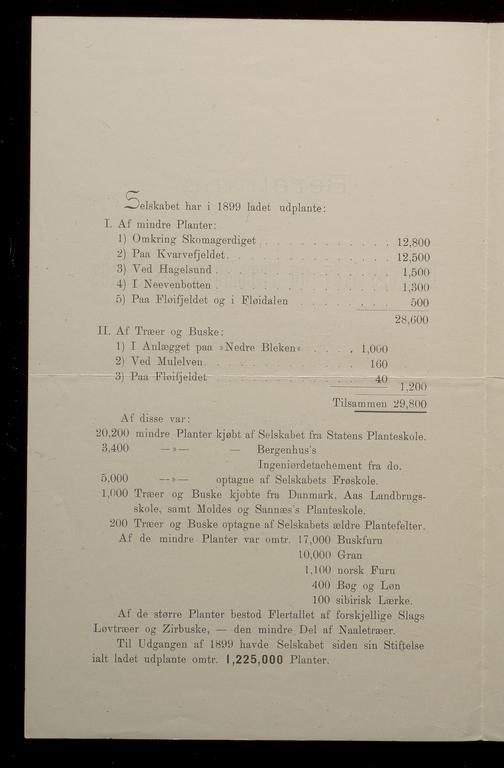 Selskabet har i 1899 ladet udplante:
I. Af mindre Planter:
1) Omkring Skomagerdiget . . . . . . . . . . 12,800
2) Paa Kvarvefjeldet. . . . . . . . . . . . . 12,500
3) Ved Hagelsund . . . . . . . . . . . . . . 1,500
4) I Neevenbotten . . . . . . . . . . . . . . 1,300
5) Paa Fløifjeldet og i Fløidalen . . . . . . . 500
28,600
II. Af Træer og Buske:
1) I Anlægget paa »Nedre Bleken« . . . . 1,000
2) Ved Mulelven. . . . . . . . . . . . 160
3) Paa Fløifjeldet . . . . . . . . . . . 40
1,200
Tilsammen 29,800
Af disse var:
20,200 mindre Planter kjøbt af Selskabet fra Statens Planteskole.
3,400 —»— — Bergenhus's
Ingeniørdetachement fra do.
5,000 —»— optagne af Selskabets Frøskole.
1,000 Træer og Buske kjøbte fra Danmark, Aas Landbrugs-
skole, samt Moldes og Sannæs's Planteskole.
200 Træer og Buske optagne af Selskabets ældre Plantefelter.
Af de mindre Planter var omtr. 17,000 Buskfuru
10,000 Gran
1,100 norsk Furu
400 Bøg og Løn
100 sibirisk Lærke.
Af de større Planter bestod Flertallet af forskjellige Slags
Løvtræer og Zirbuske, — den mindre Del af Naaletræer.
Til Udgangen af 1899 havde Selskabet siden sin Stiftelse
ialt ladet udplante omtr. 1,225,000 Planter.